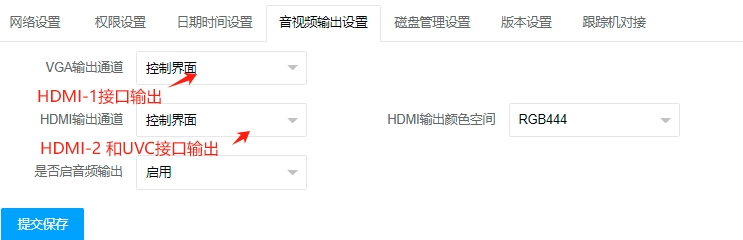 网络设置 权限设置 日期时间设置 音视频输出设置 磁盘管理设置 版本设置 跟踪机对接
VGA输出通道 控制界面
HDMI-1接口输出
HDMI输出通道 控制界面 HDMI输出颜色空间 RGB444
HDMI-2 和UVC接口输出
是否启音频输出 启用
提交保存